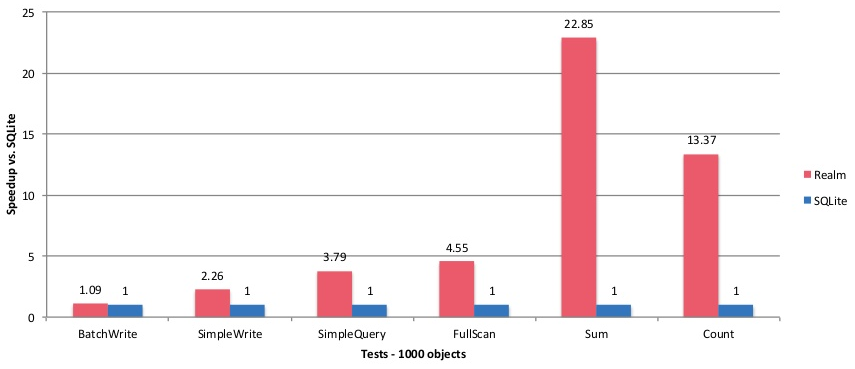 25
22.85
20
15
13.37
10
5
4.55
3.79
2.26
1.09 1 1 1 1 1 1
0
Speedup vs. SQLite
BatchWrite SimpleWrite SimpleQuery FullScan Sum Count
Tests - 1000 objects
Realm
SQLite